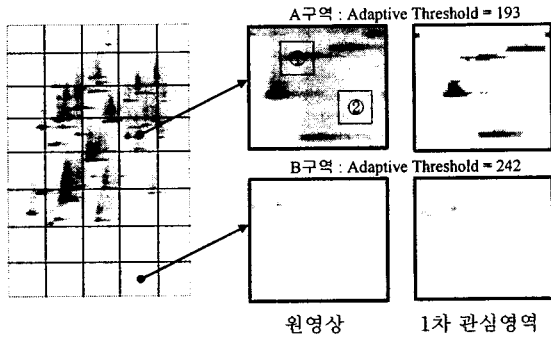 A구역 : Adaptive Threshold = 193
①
②
B구역 : Adaptive Threshold = 242
원영상
1차 관심영역